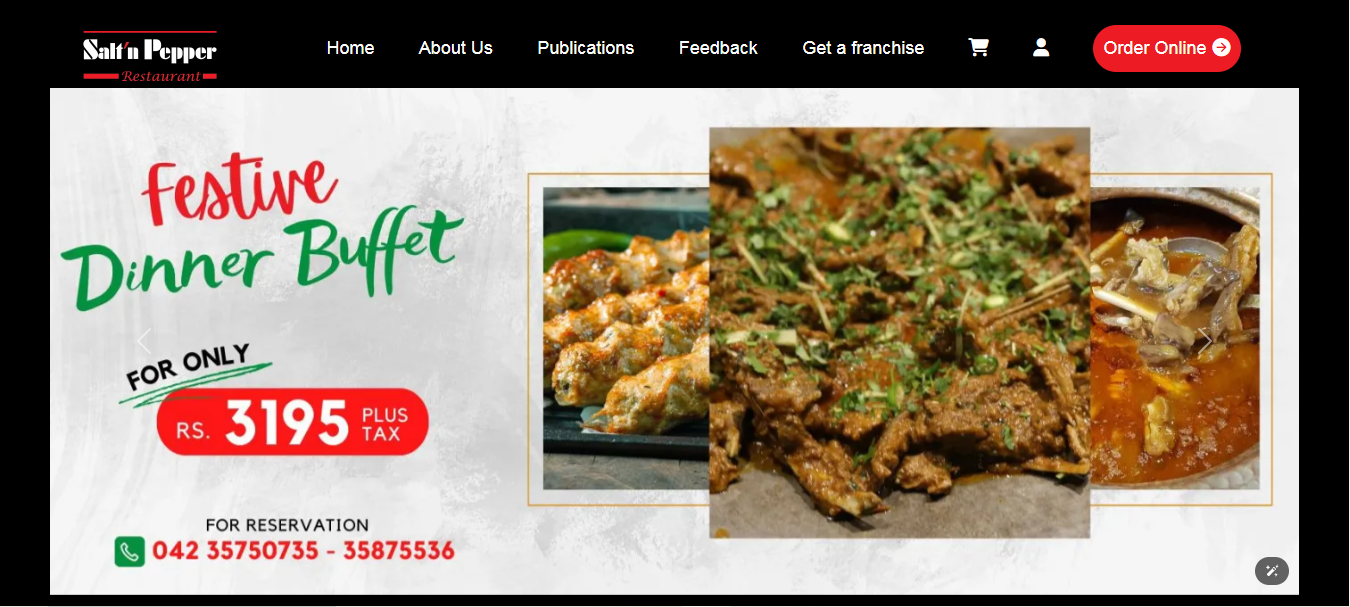 Salt'n Pepper
Restaurant
Home About Us Publications Feedback Get a franchise Order Online
Festive
Dinner Buffet
FOR ONLY
RS. 3195 PLUS TAX
FOR RESERVATION
042 35750735 - 35875536